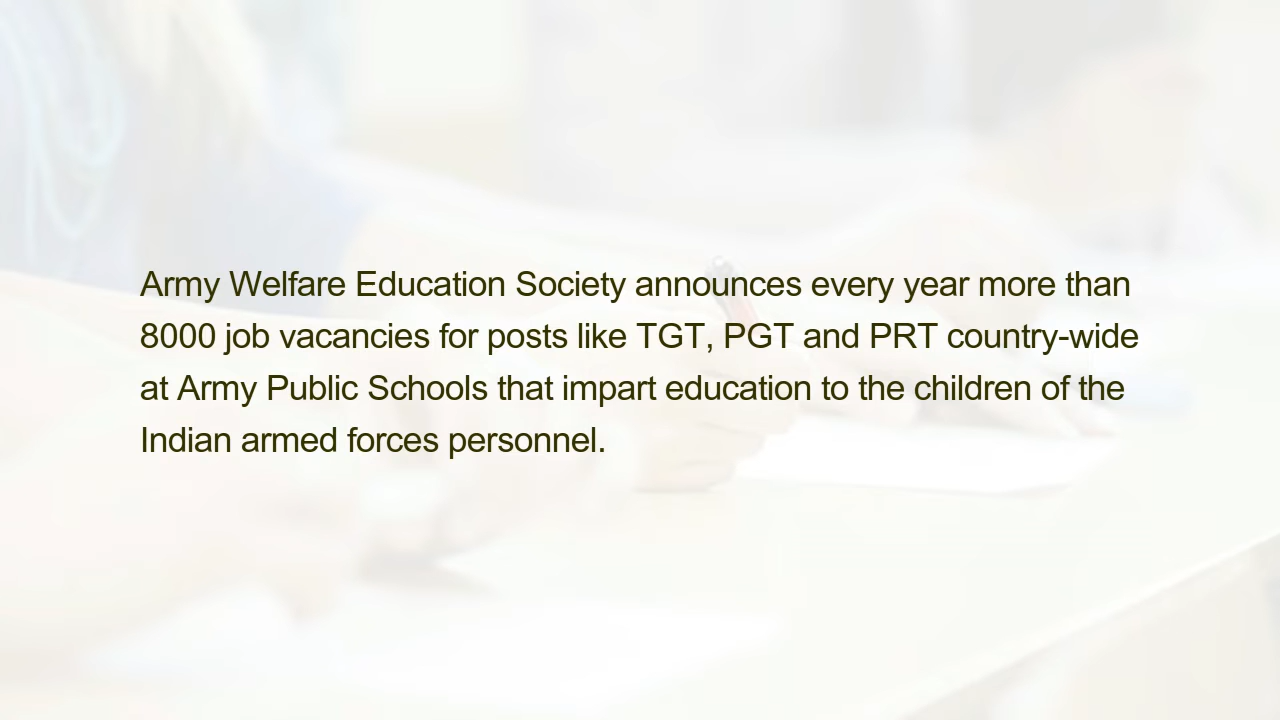 Army Welfare Education Society announces every year more than
8000 job vacancies for posts like TGT, PGT and PRT country-wide
at Army Public Schools that impart education to the children of the
Indian armed forces personnel.